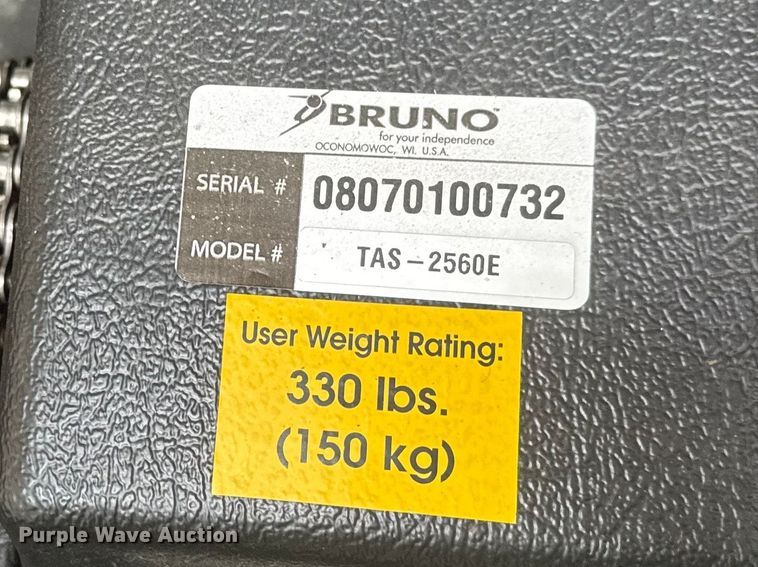 BRUNO™
for your independence
OCONOMOWOC, WI. U.S.A.
SERIAL # 08070100732
MODEL # TAS-2560E
User Weight Rating:
330 lbs.
(150 kg)
Purple Wave Auction